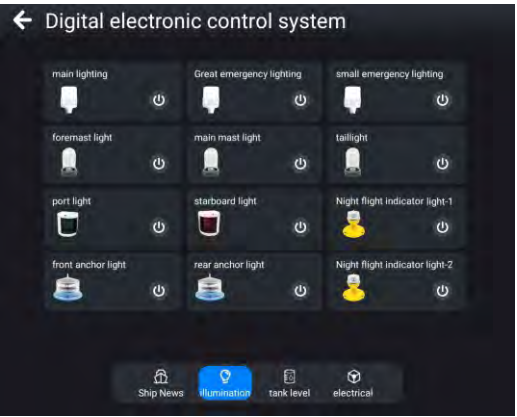 Digital electronic control system
main lighting
Great emergency lighting
small emergency lighting
foremast light
main mast light
taillight
port light
starboard light
Night flight indicator light-1
front anchor light
rear anchor light
Night flight indicator light-2
Ship News
illumination
tank level
electrical